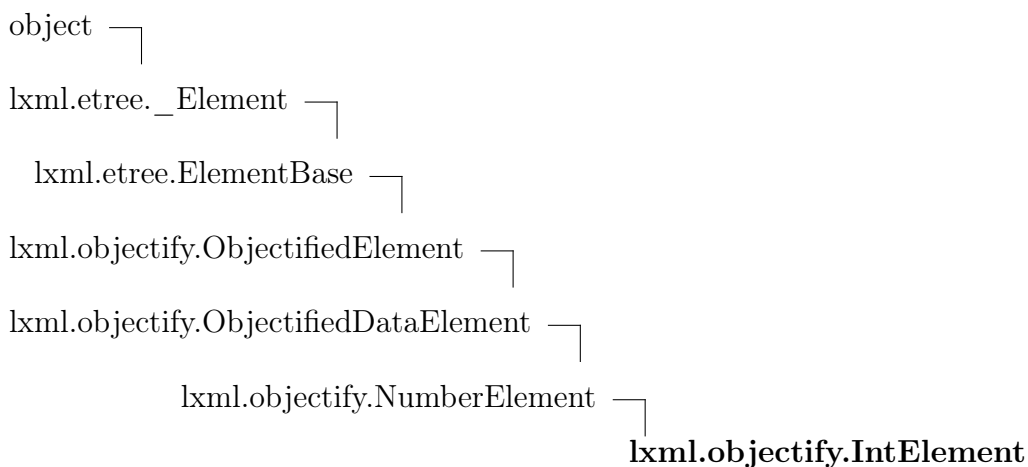 object
lxml.etree._Element
lxml.etree.ElementBase
lxml.objectify.ObjectifiedElement
lxml.objectify.ObjectifiedDataElement
lxml.objectify.NumberElement
lxml.objectify.IntElement